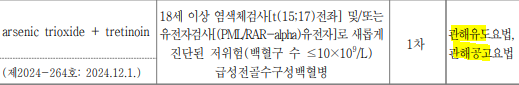 arsenic trioxide + tretinoin
(제2024-264호: 2024.12.1.)
18세 이상 염색체검사[t(15;17)전좌] 및/또는
유전자검사[(PML/RAR-alpha)유전자]로 새롭게
진단된 저위험(백혈구 수 ≤10×10⁹/L)
급성전골수구성백혈병
1차
관해유도요법,
관해공고요법